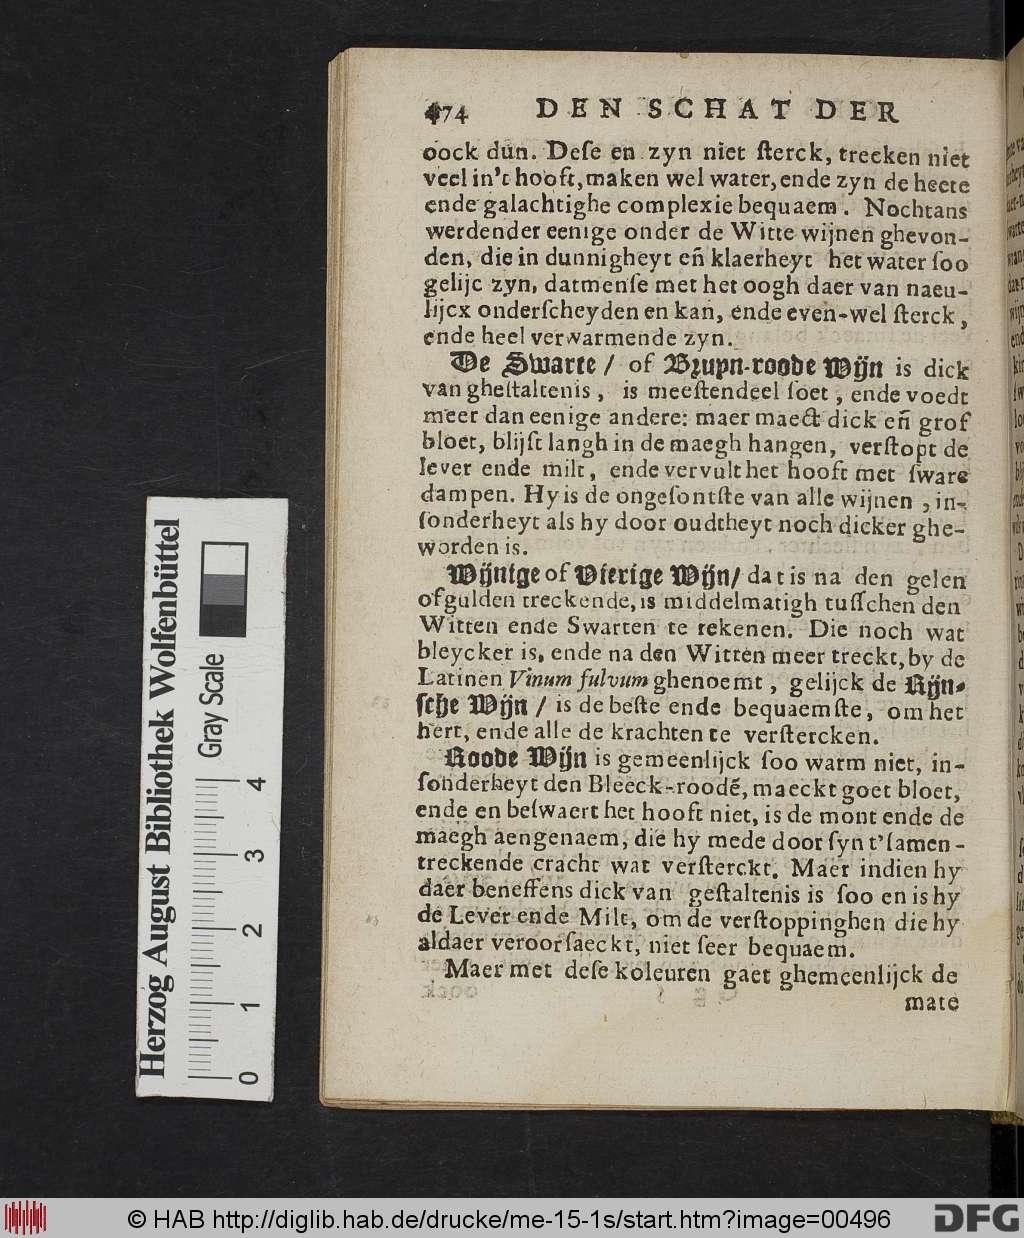 474 DEN SCHAT DER
oock dun. Deſe en zyn niet ſterck, trecken niet
veel in't hooft, maken wel water, ende zyn de heete
ende galachtighe complexie bequaem. Nochtans
werdender eenige onder de Witte wijnen ghevon-
den, die in dunnigheyt en̄ klaerheyt het water ſoo
gelijc zyn, datmenſe met het oogh daer van naeu-
lijcx onderſcheyden en kan, ende even-wel ſterck,
ende heel verwarmende zyn.
De Swarte / of Bruyn-roode Wijn is dick
van gheſtaltenis, is meeſtendeel ſoet, ende voedt
meer dan eenige andere: maer maect dick en̄ grof
bloet, blijft langh in de maegh hangen, verſtopt de
lever ende milt, ende vervult het hooft met ſware
dampen. Hy is de ongeſontſte van alle wijnen, in-
ſonderheyt als hy door oudtheyt noch dicker ghe-
worden is.
Wijnige of Vierige Wijn/ dat is na den gelen
of gulden treckende, is middelmatigh tuſſchen den
Witten ende Swarten te rekenen. Die noch wat
bleycker is, ende na den Witten meer treckt, by de
Latinen Vinum fulvum ghenoemt, gelijck de Rijn-
ſche Wijn / is de beſte ende bequaemſte, om het
hert, ende alle de krachten te verſtercken.
Roode Wijn is gemeenlijck ſoo warm niet, in-
ſonderheyt den Bleeck-roodē, maeckt goet bloet,
ende en beſwaert het hooft niet, is de mont ende de
maegh aengenaem, die hy mede door ſyn t'ſamen-
treckende cracht wat verſterckt. Maer indien hy
daer beneffens dick van geſtaltenis is ſoo en is hy
de Lever ende Milt, om de verſtoppinghen die hy
aldaer veroorſaeckt, niet ſeer bequaem.
Maer met deſe koleuren gaet ghemeenlijck de
mate
Herzog August Bibliothek Wolfenbüttel
Gray Scale
0 1 2 3 4
© HAB http://diglib.hab.de/drucke/me-15-1s/start.htm?image=00496
DFG